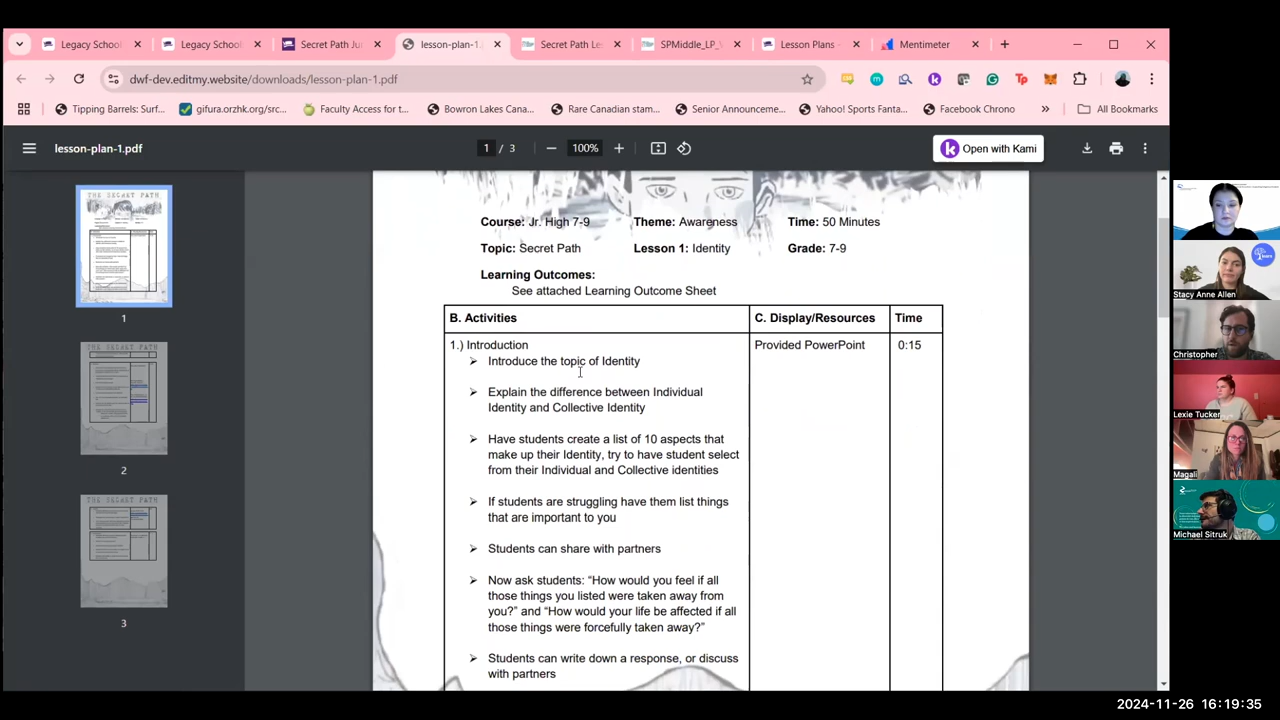 Legacy School
Legacy School
Secret Path Ju
lesson-plan-1.
Secret Path Le
SPMiddle_LP_
Lesson Plans -
Mentimeter
dwf-dev.editmy.website/downloads/lesson-plan-1.pdf
Tipping Barrels: Surf...
gifura.orzhk.org/src...
Faculty Access for t...
Bowron Lakes Cana...
Rare Canadian stam...
Senior Announceme...
Yahoo! Sports Fanta...
Facebook Chrono
All Bookmarks
lesson-plan-1.pdf
1 / 3
100%
Open with Kami
THE SECRET PATH
1
2
3
Course: Jr. High 7-9 Theme: Awareness Time: 50 Minutes
Topic: Secret Path Lesson 1: Identity Grade: 7-9
Learning Outcomes:
See attached Learning Outcome Sheet
B. Activities C. Display/Resources Time
1.) Introduction Provided PowerPoint 0:15
➢ Introduce the topic of Identity
➢ Explain the difference between Individual
Identity and Collective Identity
➢ Have students create a list of 10 aspects that
make up their Identity, try to have student select
from their Individual and Collective identities
➢ If students are struggling have them list things
that are important to you
➢ Students can share with partners
➢ Now ask students: “How would you feel if all
those things you listed were taken away from
you?” and “How would your life be affected if all
those things were forcefully taken away?”
➢ Students can write down a response, or discuss
with partners
Stacy Anne Allen
Christopher
Lexie Tucker
Magali
Michael Sitruk
2024-11-26 16:19:35